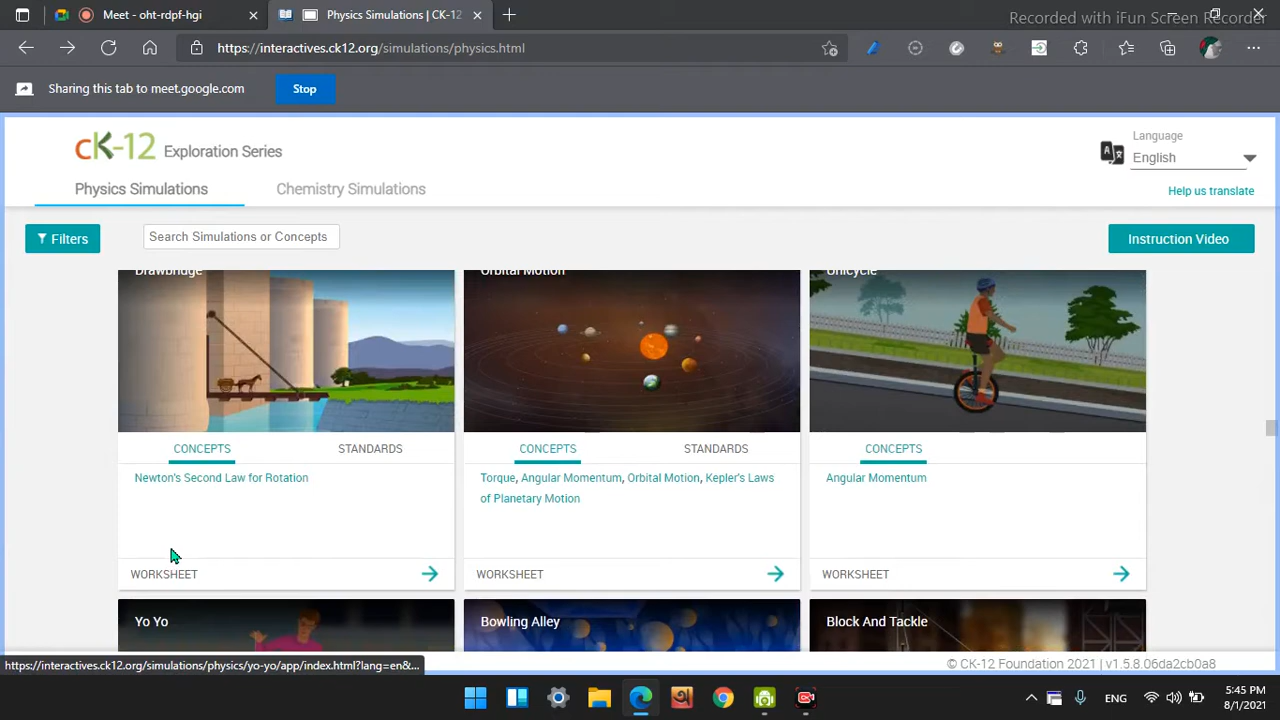 Meet - oht-rdpf-hgi
Physics Simulations | CK-12
Recorded with iFun Screen Recorder
https://interactives.ck12.org/simulations/physics.html
Sharing this tab to meet.google.com
Stop
cK-12 Exploration Series
Language
English
Physics Simulations
Chemistry Simulations
Help us translate
Filters
Search Simulations or Concepts
Instruction Video
Drawbridge
Orbital Motion
Unicycle
CONCEPTS
STANDARDS
CONCEPTS
STANDARDS
CONCEPTS
Newton's Second Law for Rotation
Torque, Angular Momentum, Orbital Motion, Kepler's Laws
of Planetary Motion
Angular Momentum
WORKSHEET
WORKSHEET
WORKSHEET
Yo Yo
Bowling Alley
Block And Tackle
https://interactives.ck12.org/simulations/physics/yo-yo/app/index.html?lang=en&...
© CK-12 Foundation 2021 | v1.5.8.06da2cb0a8
ENG
5:45 PM
8/1/2021